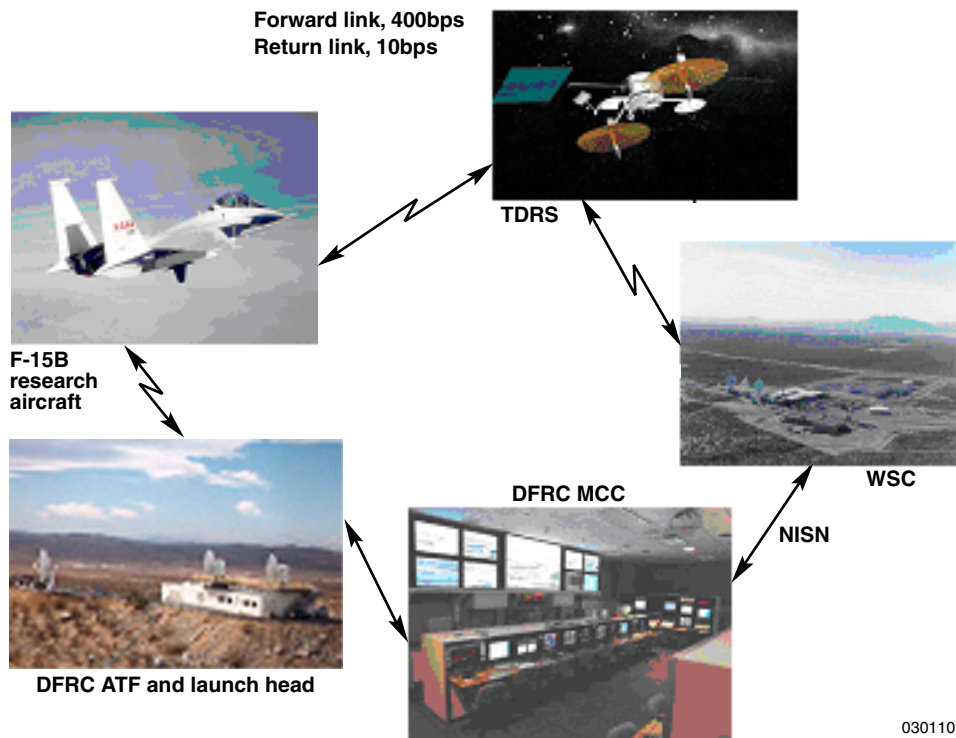 Forward link, 400bps
Return link, 10bps
TDRS
F-15B
research
aircraft
WSC
DFRC MCC
NISN
DFRC ATF and launch head
030110